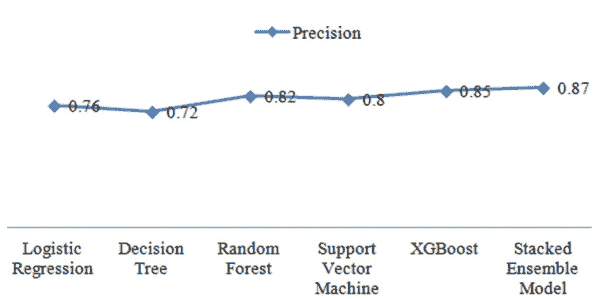 Precision
0.76
0.72
0.82
0.8
0.85
0.87
Logistic
Regression
Decision
Tree
Random
Forest
Support
Vector
Machine
XGBoost
Stacked
Ensemble
Model